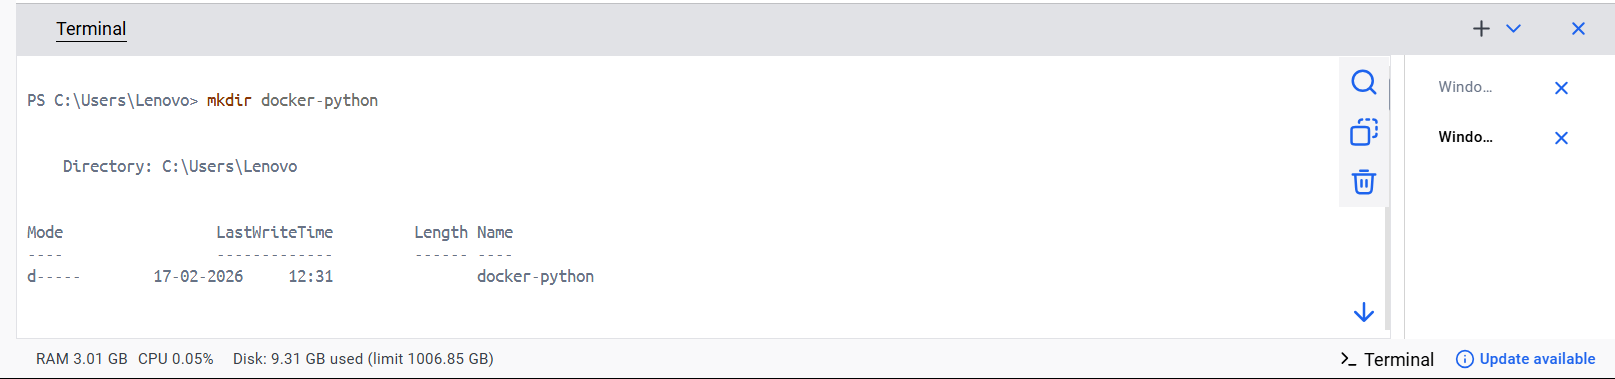 Terminal
PS C:\Users\Lenovo> mkdir docker-python
Windo...
Windo...
Directory: C:\Users\Lenovo
Mode LastWriteTime Length Name
---- ------------- ------ ----
d----- 17-02-2026 12:31 docker-python
RAM 3.01 GB CPU 0.05% Disk: 9.31 GB used (limit 1006.85 GB)
>_ Terminal
Update available